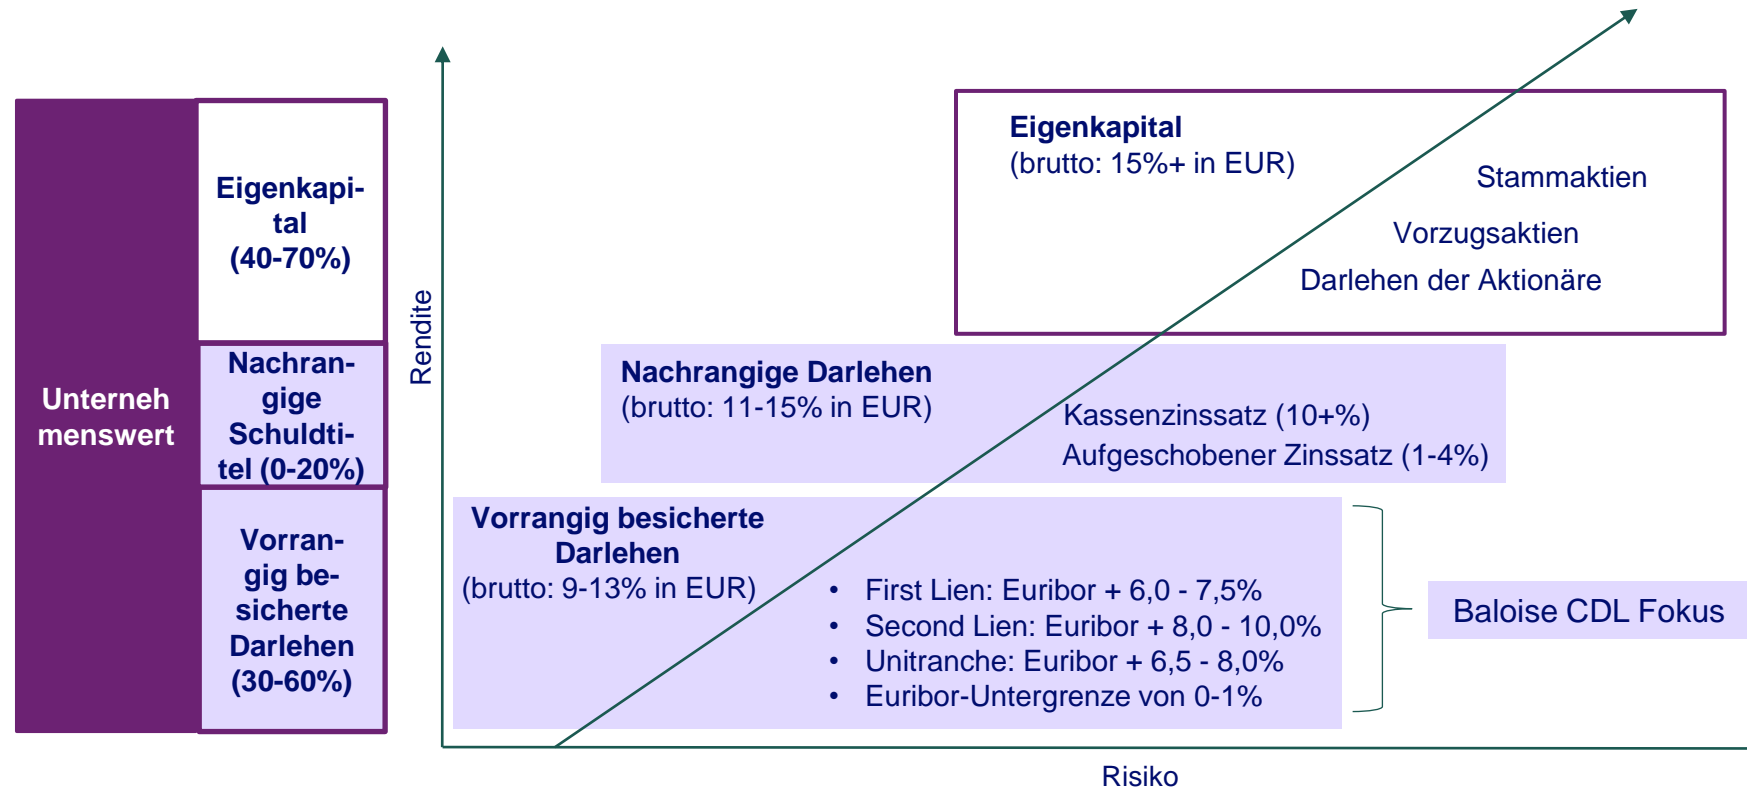 Unterneh
menswert
Eigenkapi-
tal
(40-70%)
Nachran-
gige
Schuldti-
tel (0-20%)
Vorran-
gig be-
sicherte
Darlehen
(30-60%)
Rendite
Eigenkapital
(brutto: 15%+ in EUR)
Stammaktien
Vorzugsaktien
Darlehen der Aktionäre
Nachrangige Darlehen
(brutto: 11-15% in EUR)
Kassenzinssatz (10+%)
Aufgeschobener Zinssatz (1-4%)
Vorrangig besicherte
Darlehen
(brutto: 9-13% in EUR)
• First Lien: Euribor + 6,0 - 7,5%
• Second Lien: Euribor + 8,0 - 10,0%
• Unitranche: Euribor + 6,5 - 8,0%
• Euribor-Untergrenze von 0-1%
Baloise CDL Fokus
Risiko